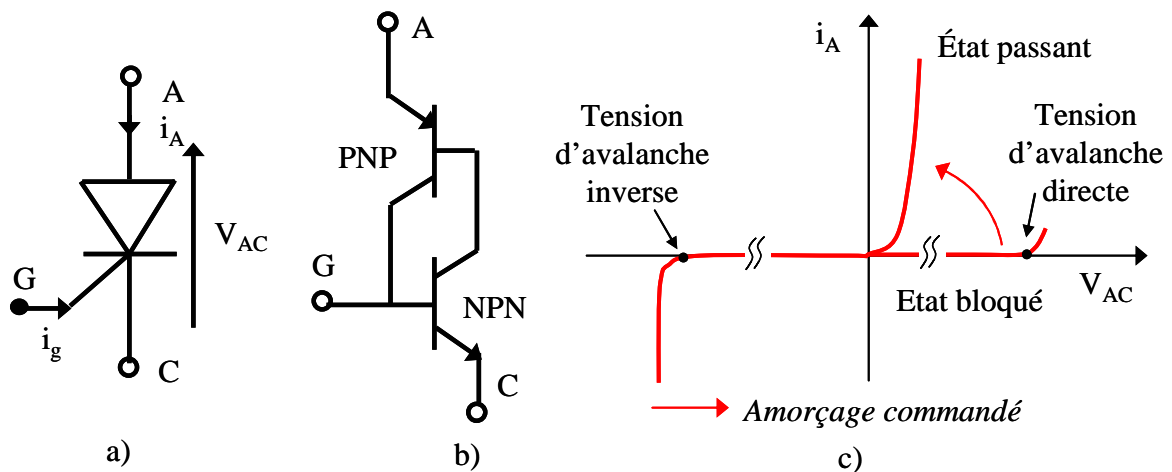 A
i_A
V_AC
G
i_g
C
a)
A
PNP
G
NPN
C
b)
i_A
État passant
Tension
d'avalanche
inverse
Tension
d'avalanche
directe
Etat bloqué
V_AC
Amorçage commandé
c)